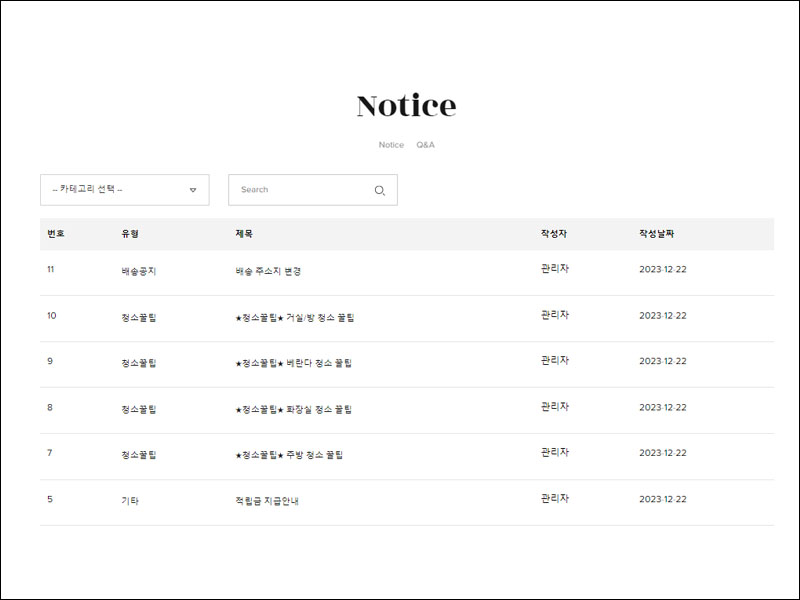 Notice
Notice Q&A
-- 카테고리 선택 --
Search
번호 유형 제목 작성자 작성날짜
11 배송공지 배송 주소지 변경 관리자 2023-12-22
10 청소꿀팁 ★청소꿀팁★ 거실/방 청소 꿀팁 관리자 2023-12-22
9 청소꿀팁 ★청소꿀팁★ 베란다 청소 꿀팁 관리자 2023-12-22
8 청소꿀팁 ★청소꿀팁★ 화장실 청소 꿀팁 관리자 2023-12-22
7 청소꿀팁 ★청소꿀팁★ 주방 청소 꿀팁 관리자 2023-12-22
5 기타 적립금 지급안내 관리자 2023-12-22